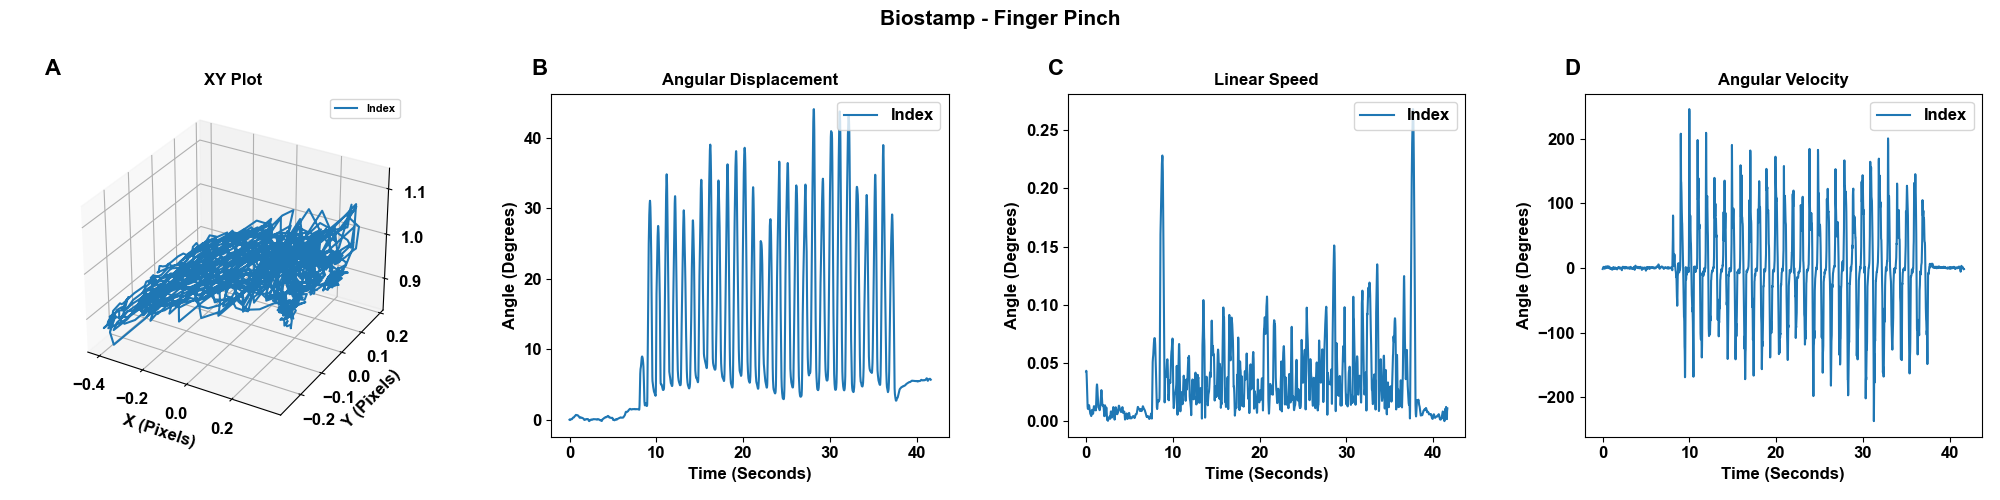 Biostamp - Finger Pinch
A
XY Plot
Index
1.1
1.0
0.9
−0.4
−0.2
0.0
0.2
X (Pixels)
−0.2
−0.1
0.0
0.1
0.2
Y (Pixels)
B
Angular Displacement
Index
Angle (Degrees)
40
30
20
10
0
0 10 20 30 40
Time (Seconds)
C
Linear Speed
Index
Angle (Degrees)
0.25
0.20
0.15
0.10
0.05
0.00
0 10 20 30 40
Time (Seconds)
D
Angular Velocity
Index
Angle (Degrees)
200
100
0
−100
−200
0 10 20 30 40
Time (Seconds)